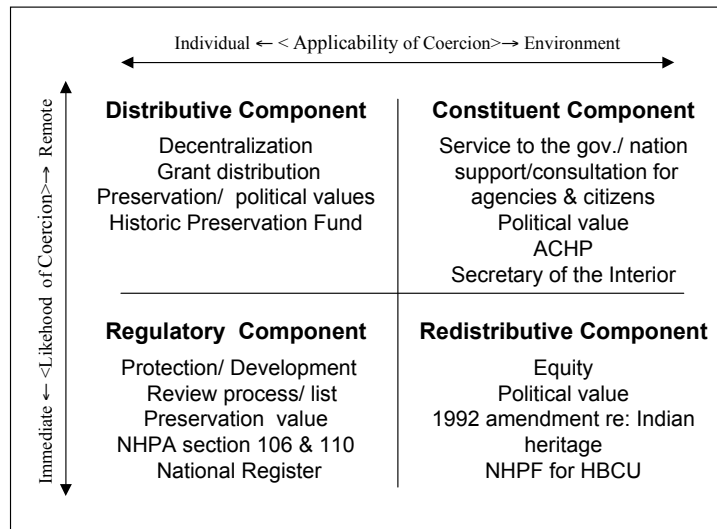 Individual ← < Applicability of Coercion>→ Environment
Immediate ← <Likehood of Coercion>→ Remote
Distributive Component
Decentralization
Grant distribution
Preservation/ political values
Historic Preservation Fund
Constituent Component
Service to the gov./ nation
support/consultation for
agencies & citizens
Political value
ACHP
Secretary of the Interior
Regulatory Component
Protection/ Development
Review process/ list
Preservation value
NHPA section 106 & 110
National Register
Redistributive Component
Equity
Political value
1992 amendment re: Indian
heritage
NHPF for HBCU